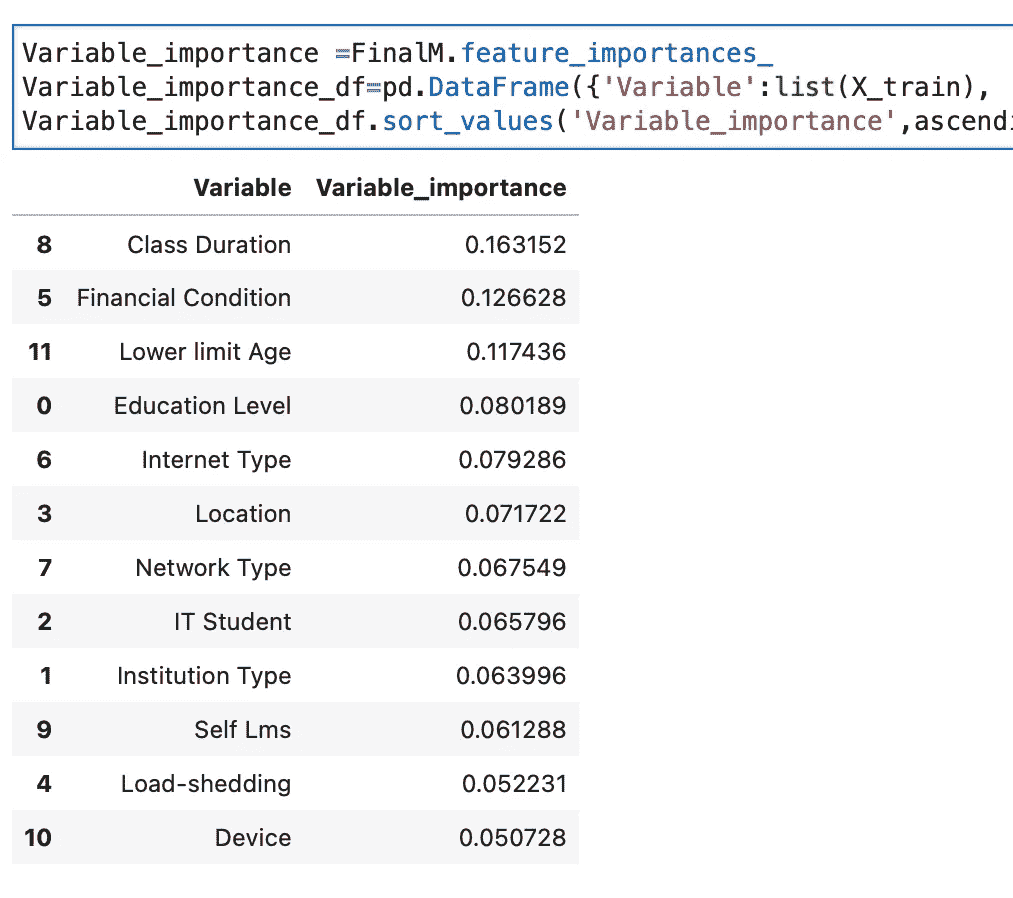 Variable_importance =FinalM.feature_importances_
Variable_importance_df=pd.DataFrame({'Variable':list(X_train),
Variable_importance_df.sort_values('Variable_importance',ascendi
Variable Variable_importance
8 Class Duration 0.163152
5 Financial Condition 0.126628
11 Lower limit Age 0.117436
0 Education Level 0.080189
6 Internet Type 0.079286
3 Location 0.071722
7 Network Type 0.067549
2 IT Student 0.065796
1 Institution Type 0.063996
9 Self Lms 0.061288
4 Load-shedding 0.052231
10 Device 0.050728